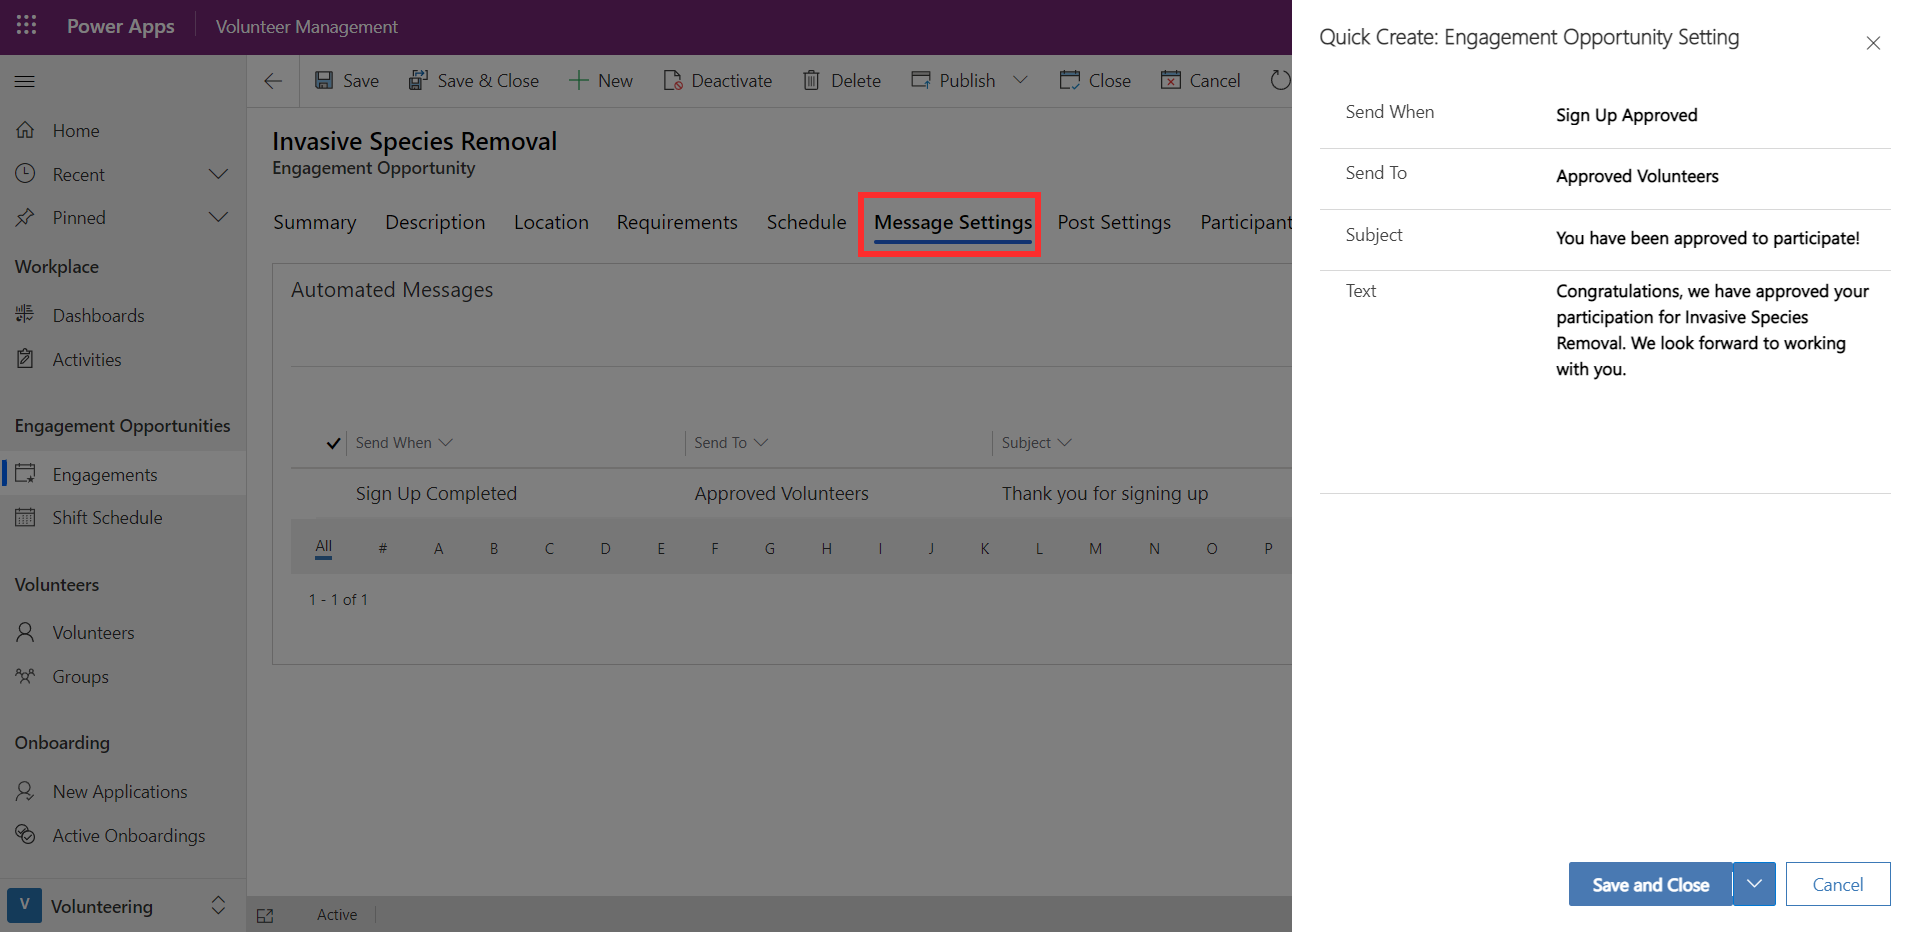 Power Apps
Volunteer Management
Quick Create: Engagement Opportunity Setting
Save
Save & Close
New
Deactivate
Delete
Publish
Close
Cancel
Home
Recent
Pinned
Workplace
Dashboards
Activities
Engagement Opportunities
Engagements
Shift Schedule
Volunteers
Volunteers
Groups
Onboarding
New Applications
Active Onboardings
V
Volunteering
Invasive Species Removal
Engagement Opportunity
Summary Description Location Requirements Schedule Message Settings Post Settings Participant
Automated Messages
Send When Send To Subject
Sign Up Completed Approved Volunteers Thank you for signing up
All # A B C D E F G H I J K L M N O P
1 - 1 of 1
Active
Send When Sign Up Approved
Send To Approved Volunteers
Subject You have been approved to participate!
Text Congratulations, we have approved your
participation for Invasive Species
Removal. We look forward to working
with you.
Save and Close
Cancel